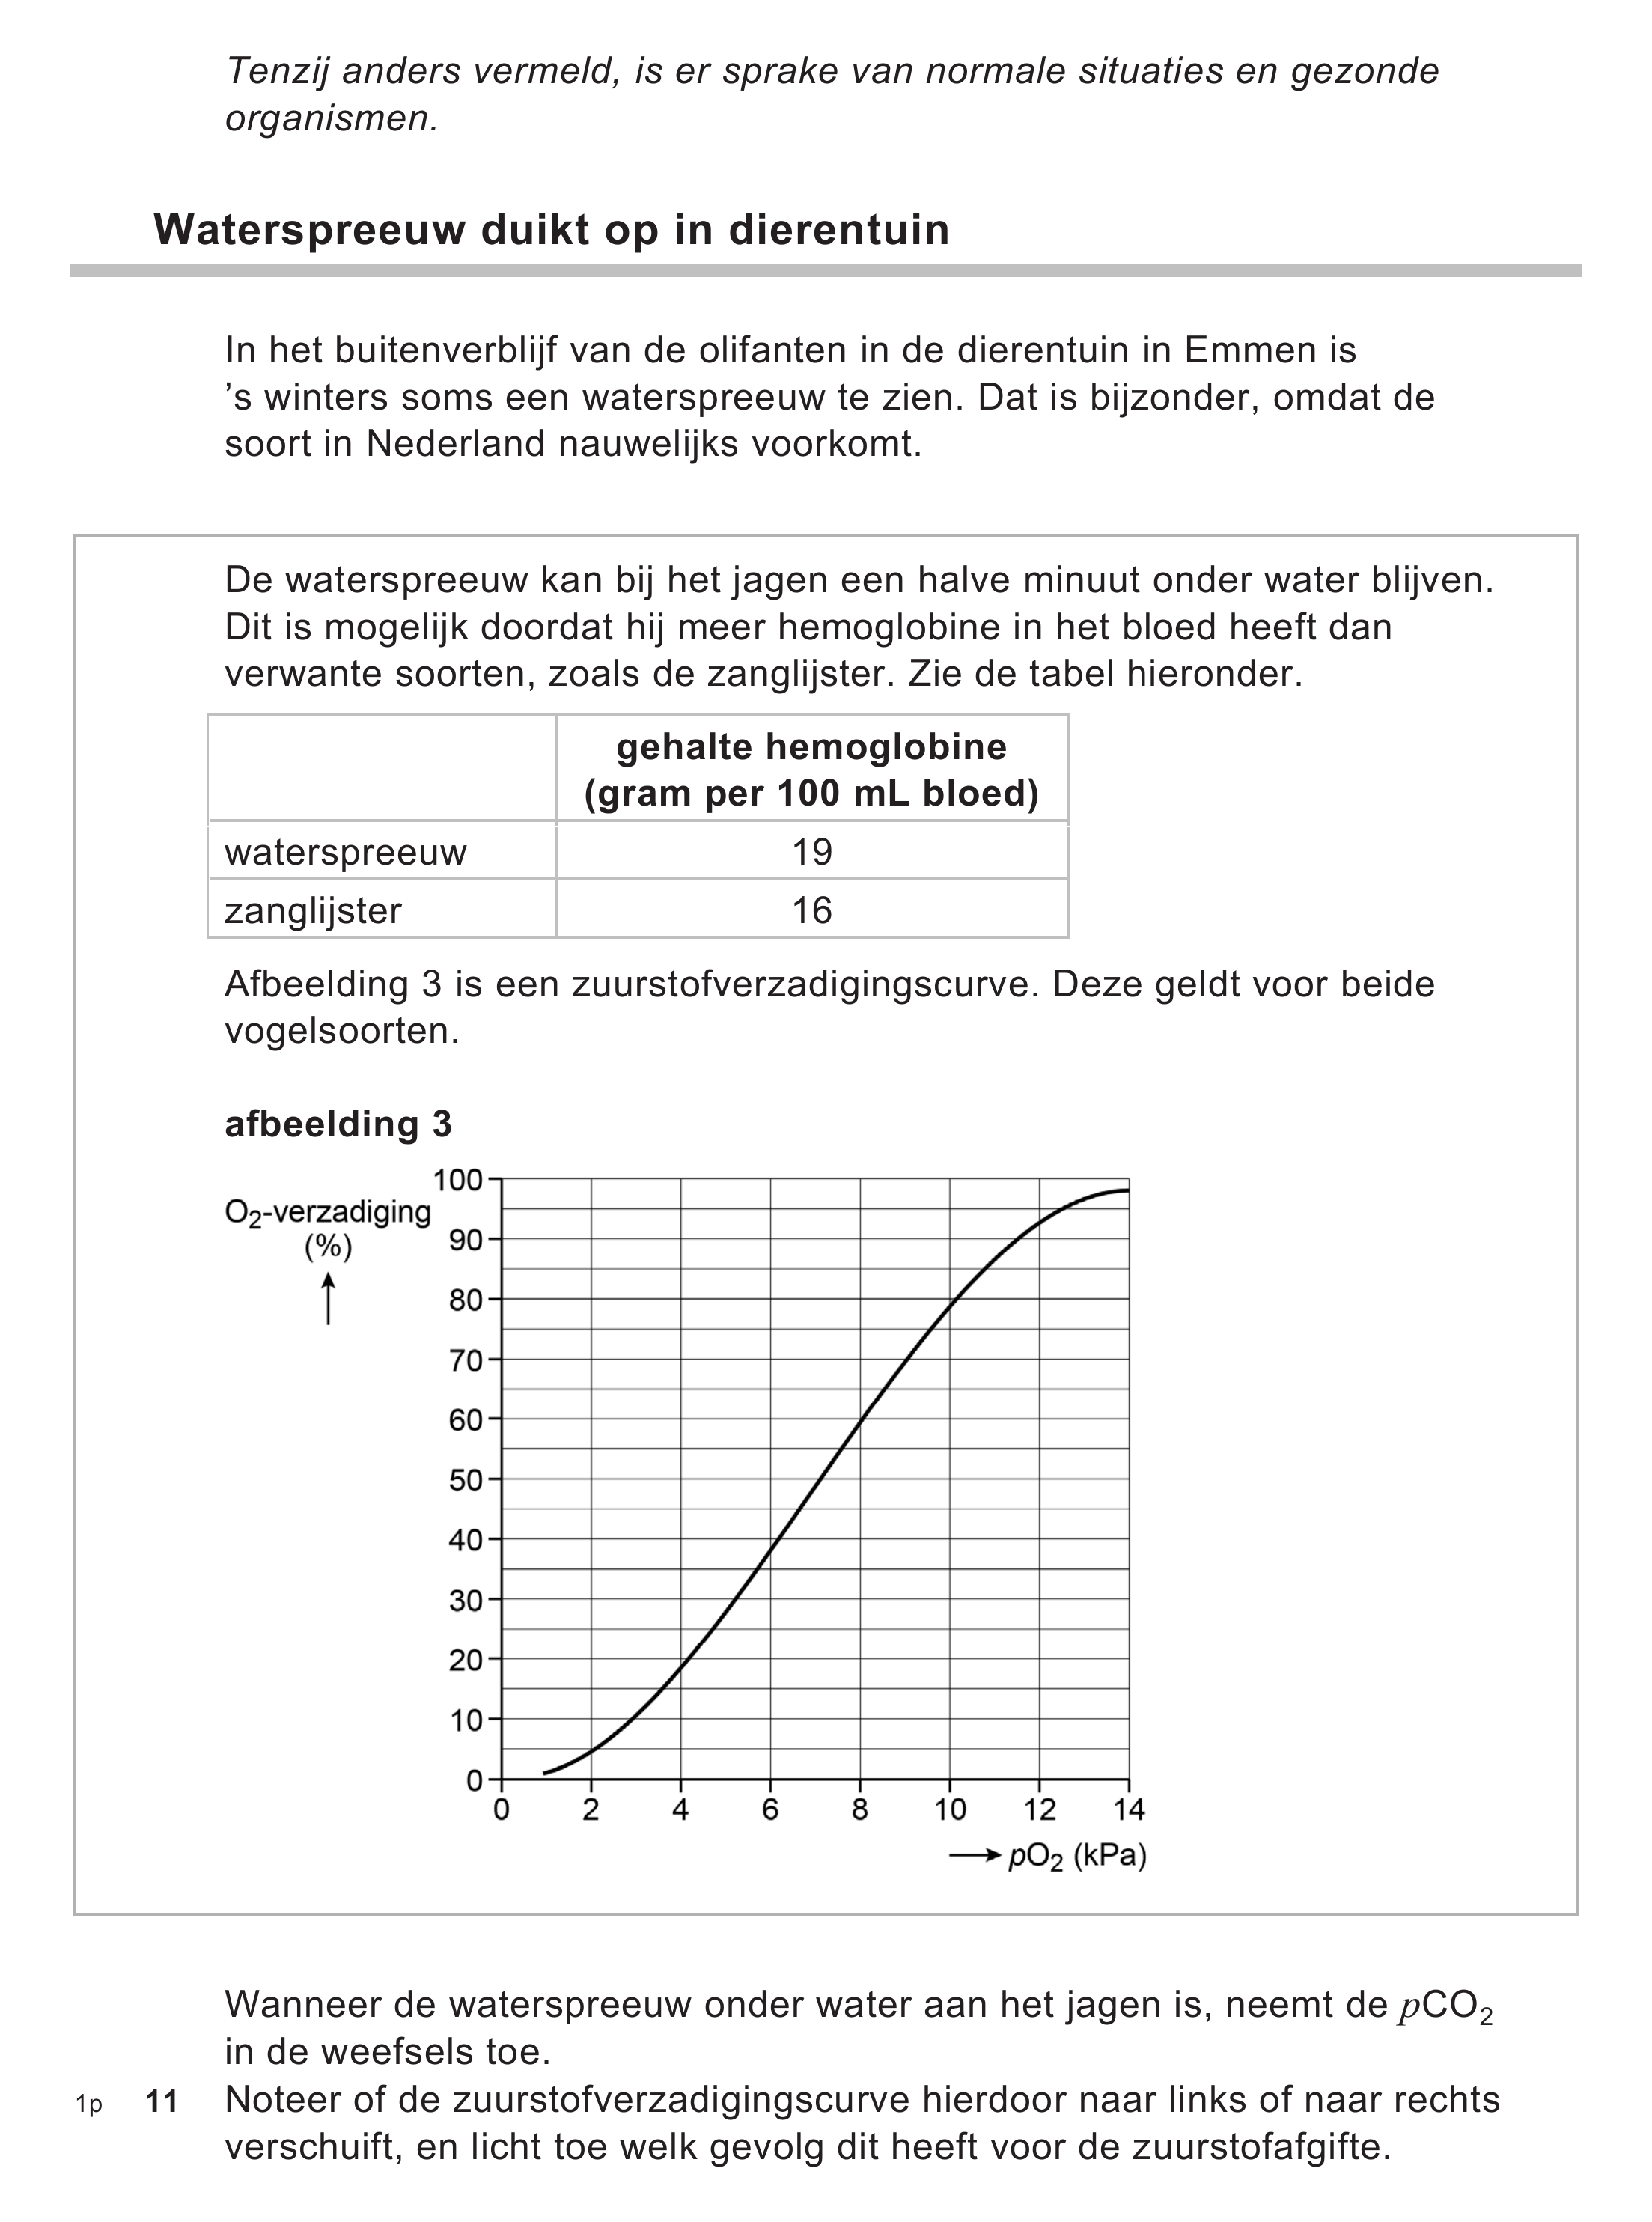 Tenzij anders vermeld, is er sprake van normale situaties en gezonde
organismen.
Waterspreeuw duikt op in dierentuin
In het buitenverblijf van de olifanten in de dierentuin in Emmen is
’s winters soms een waterspreeuw te zien. Dat is bijzonder, omdat de
soort in Nederland nauwelijks voorkomt.
De waterspreeuw kan bij het jagen een halve minuut onder water blijven.
Dit is mogelijk doordat hij meer hemoglobine in het bloed heeft dan
verwante soorten, zoals de zanglijster. Zie de tabel hieronder.
gehalte hemoglobine
(gram per 100 mL bloed)
waterspreeuw 19
zanglijster 16
Afbeelding 3 is een zuurstofverzadigingscurve. Deze geldt voor beide
vogelsoorten.
afbeelding 3
O₂-verzadiging
(%)
100
90
80
70
60
50
40
30
20
10
0
0 2 4 6 8 10 12 14
pO₂ (kPa)
Wanneer de waterspreeuw onder water aan het jagen is, neemt de pCO₂
in de weefsels toe.
1p 11 Noteer of de zuurstofverzadigingscurve hierdoor naar links of naar rechts
verschuift, en licht toe welk gevolg dit heeft voor de zuurstofafgifte.